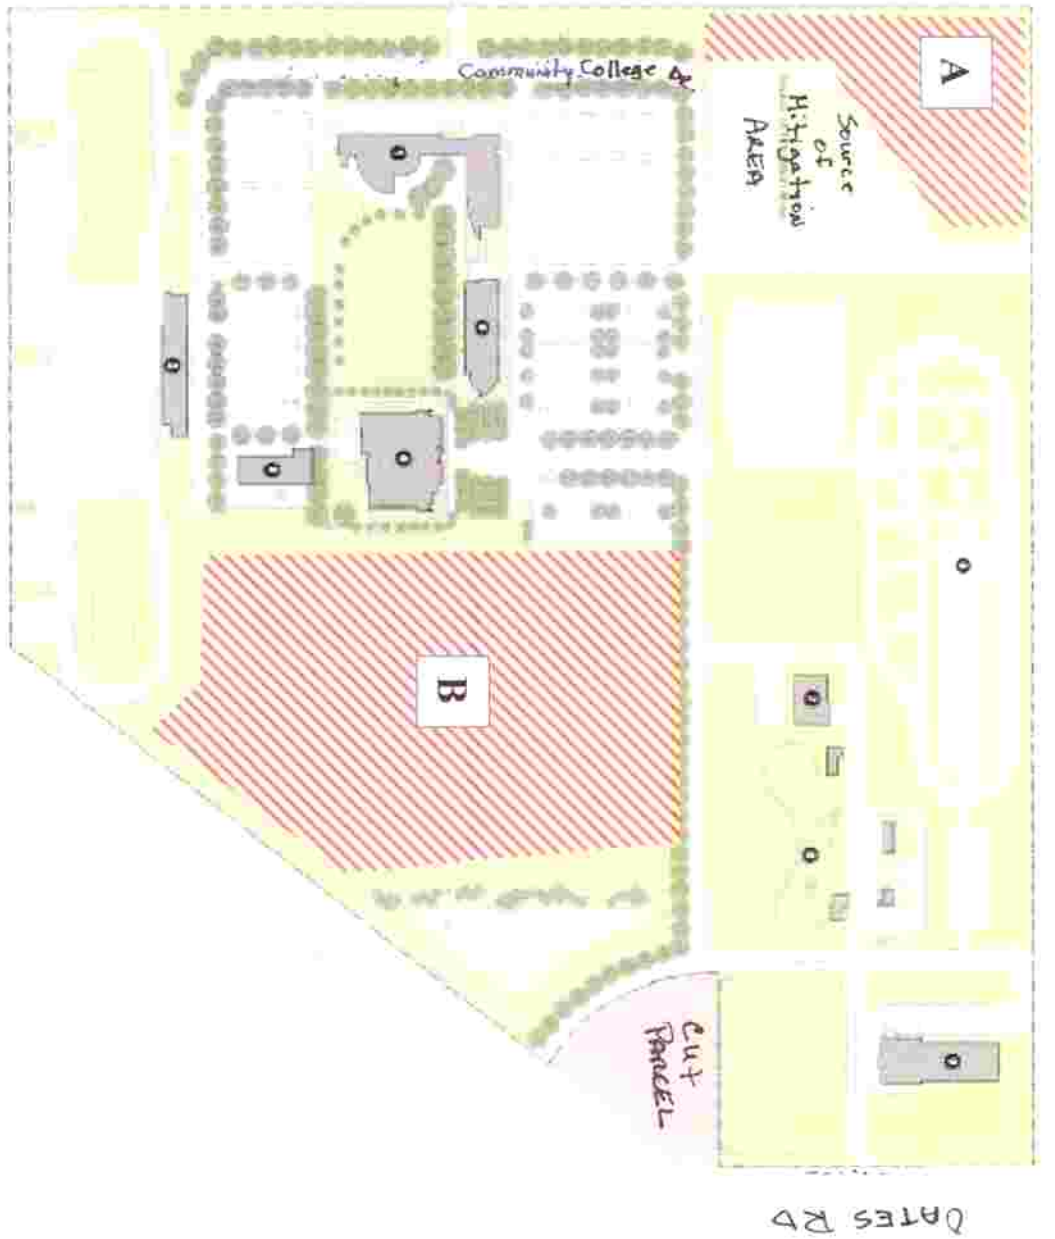 Community College Dr
A
Source
of
Mitigation
AREA
B
Cut
PARCEL
OATES RD